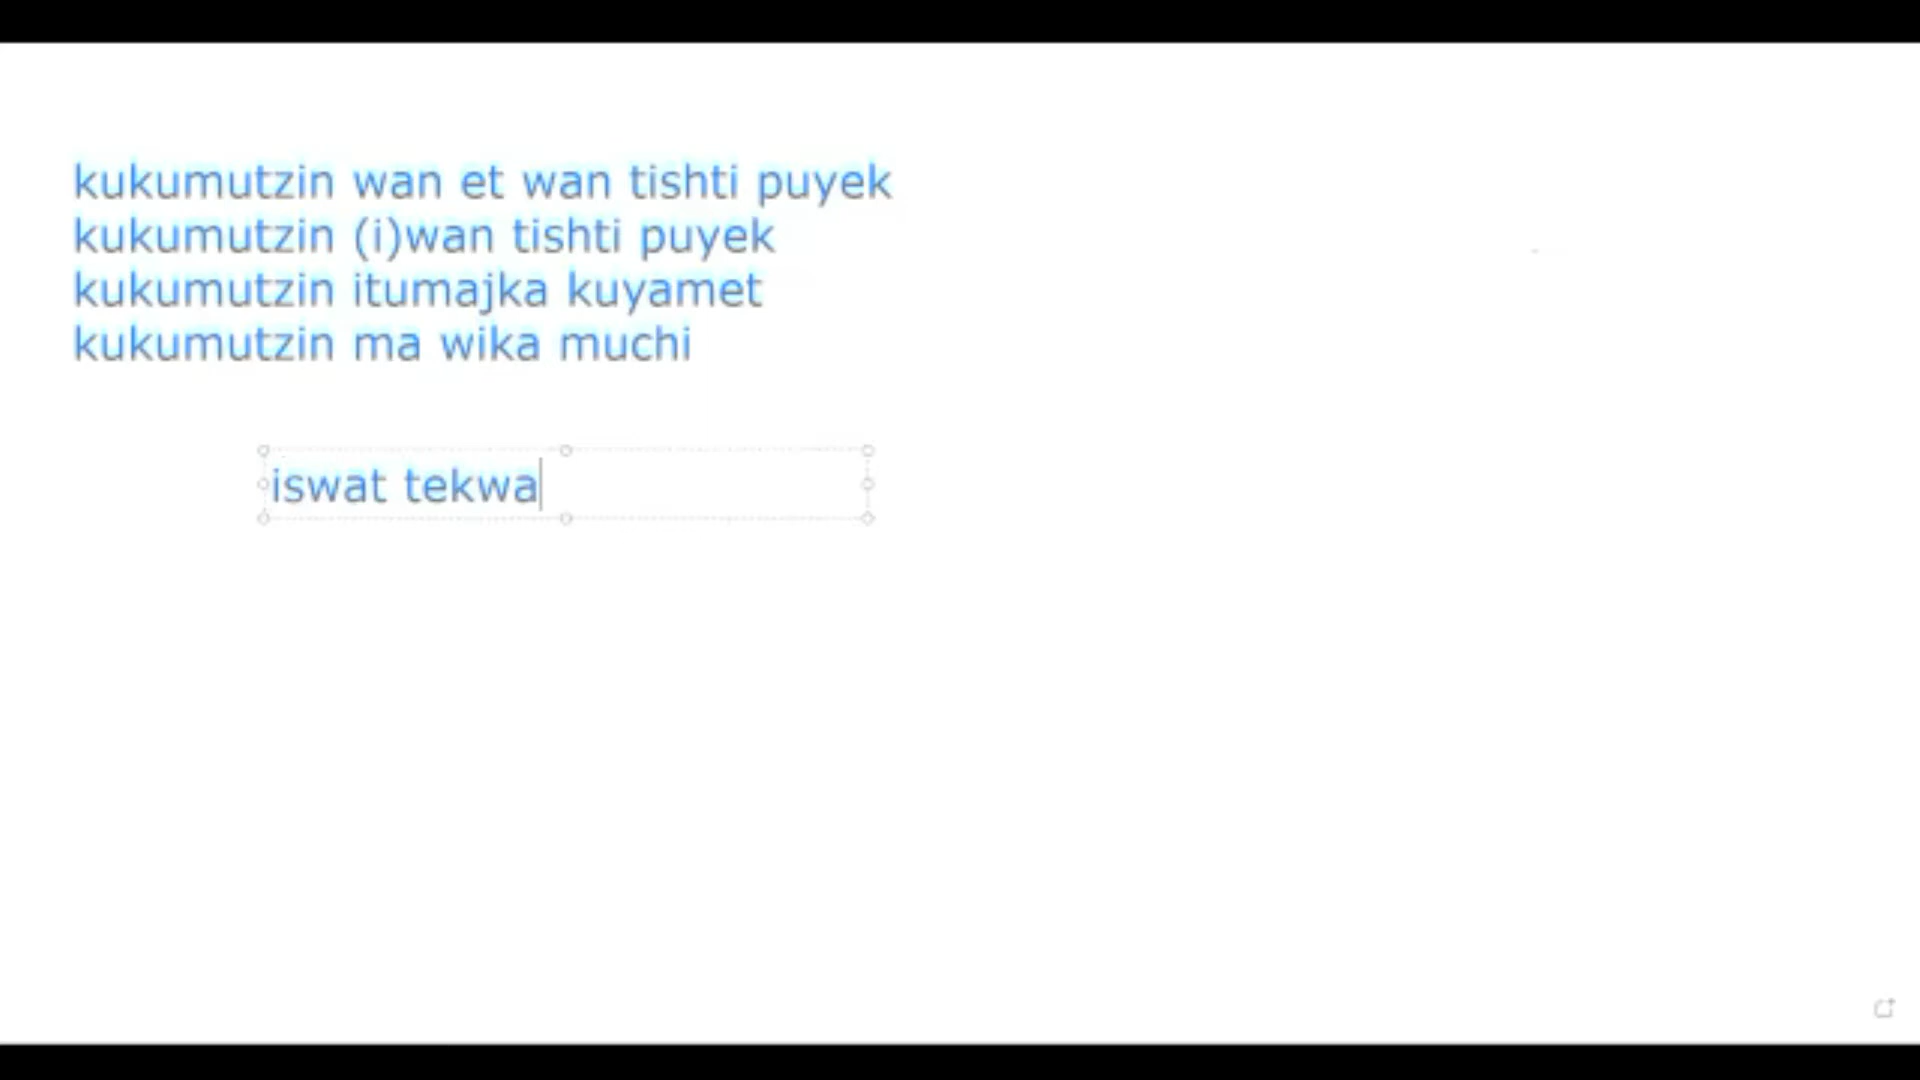 kukumutzin wan et wan tishti puyek
kukumutzin (i)wan tishti puyek
kukumutzin itumajka kuyamet
kukumutzin ma wika muchi
iswat tekwa